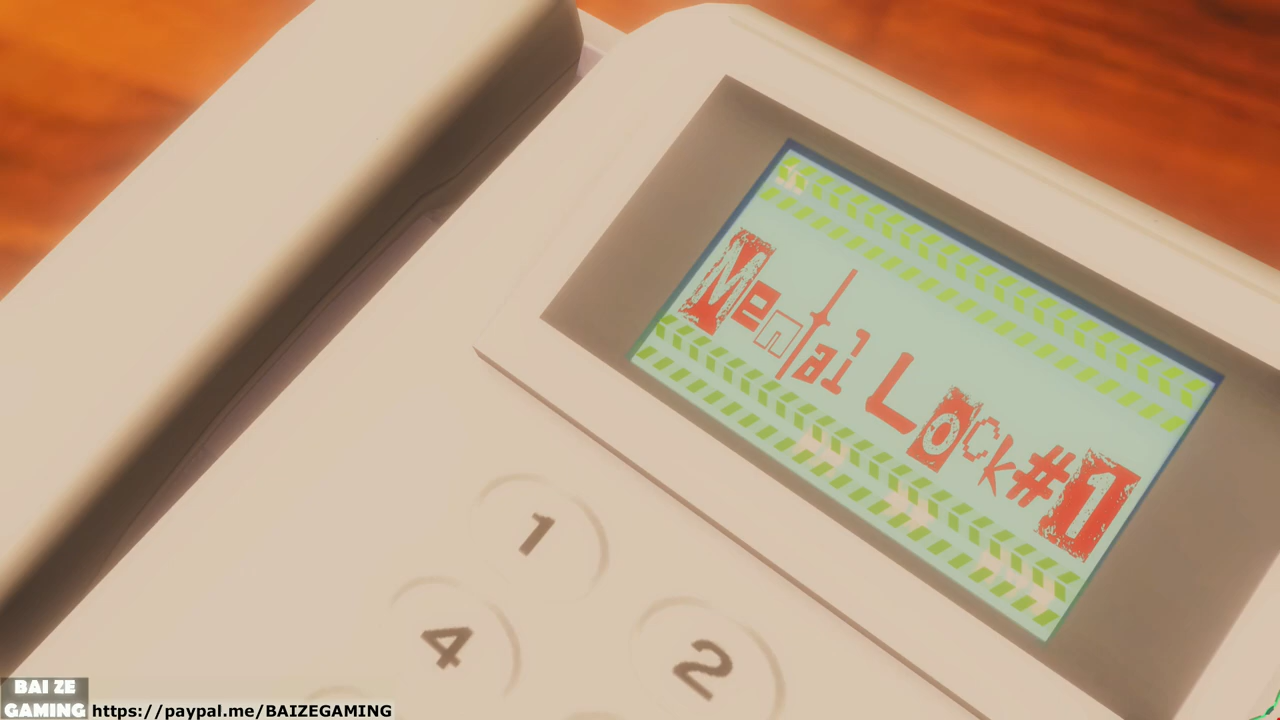 Mental Lock#1
1
4
2
BAI ZE
GAMING https://paypal.me/BAIZEGAMING